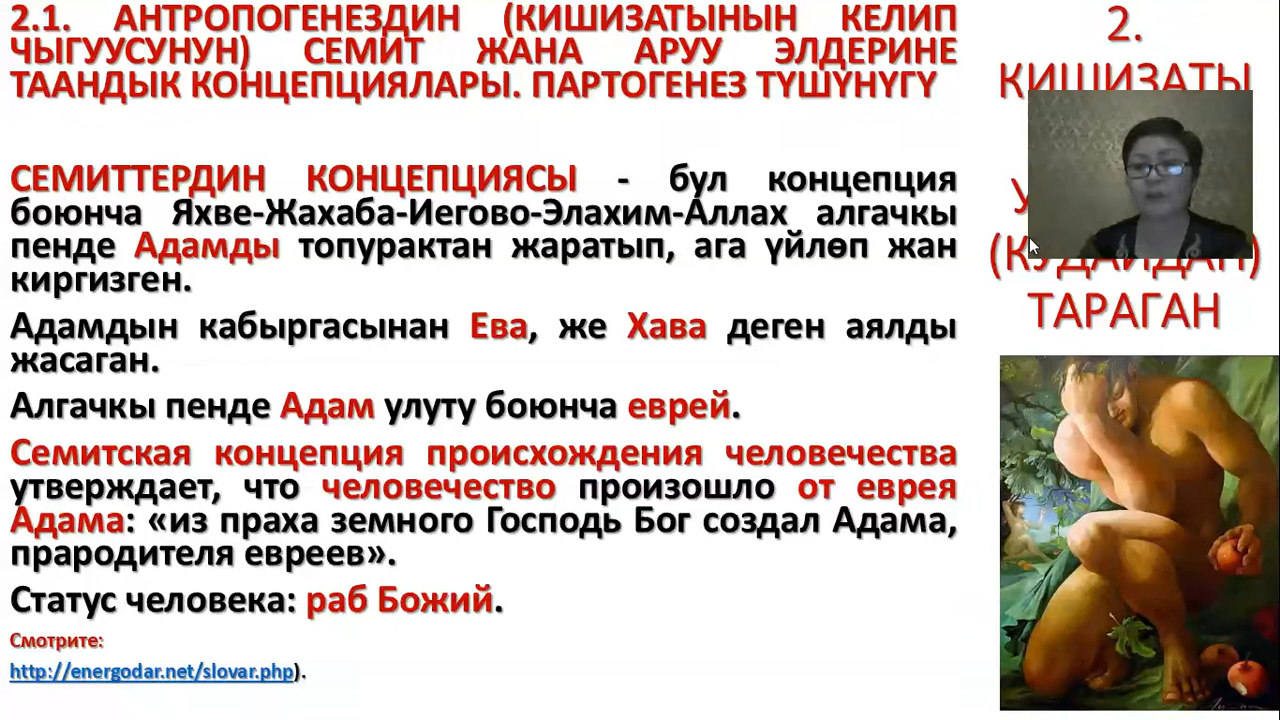 2.1. АНТРОПОГЕНЕЗДИН (КИШИЗАТЫНЫН КЕЛИП
ЧЫГУУСУНУН) СЕМИТ ЖАНА АРУУ ЭЛДЕРИНЕ
ТААНДЫК КОНЦЕПЦИЯЛАРЫ. ПАРТОГЕНЕЗ ТҮШҮНҮГҮ
СЕМИТТЕРДИН КОНЦЕПЦИЯСЫ - бул концепция
боюнча Яхве-Жахаба-Иегово-Элахим-Аллах алгачкы
пенде Адамды топурактан жаратып, ага үйлөп жан
киргизген.
Адамдын кабыргасынан Ева, же Хава деген аялды
жасаган.
Алгачкы пенде Адам улуту боюнча еврей.
Семитская концепция происхождения человечества
утверждает, что человечество произошло от еврея
Адама: «из праха земного Господь Бог создал Адама,
прародителя евреев».
Статус человека: раб Божий.
Смотрите:
http://energodar.net/slovar.php).
2.
КИШИЗАТЫ
(КУДАЙДАН)
ТАРАГАН